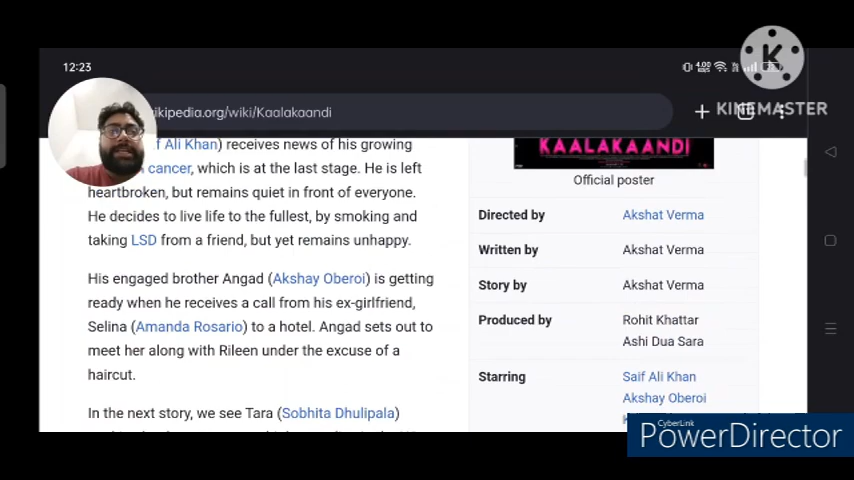 12:23
4.00
KINEMASTER
ikipedia.org/wiki/Kaalakaandi
f Ali Khan) receives news of his growing
cancer, which is at the last stage. He is left
heartbroken, but remains quiet in front of everyone.
He decides to live life to the fullest, by smoking and
taking LSD from a friend, but yet remains unhappy.
His engaged brother Angad (Akshay Oberoi) is getting
ready when he receives a call from his ex-girlfriend,
Selina (Amanda Rosario) to a hotel. Angad sets out to
meet her along with Rileen under the excuse of a
haircut.
In the next story, we see Tara (Sobhita Dhulipala)
KAALAKAANDI
Official poster
Directed by Akshat Verma
Written by Akshat Verma
Story by Akshat Verma
Produced by Rohit Khattar
Ashi Dua Sara
Starring Saif Ali Khan
Akshay Oberoi
CyberLink
PowerDirector